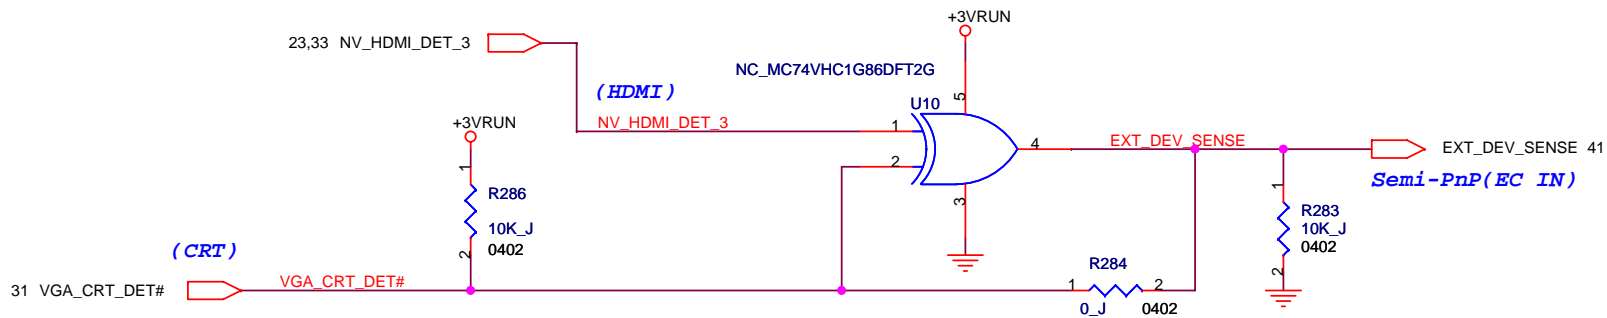 +3VRUN
23,33 NV_HDMI_DET_3
NC_MC74VHC1G86DFT2G
(HDMI)
5
U10
+3VRUN
NV_HDMI_DET_3
1
4
EXT_DEV_SENSE
EXT_DEV_SENSE 41
2
1
Semi-PnP(EC IN)
1
R286
3
R283
10K_J
10K_J
0402
0402
(CRT)
2
R284
2
VGA_CRT_DET#
31 VGA_CRT_DET#
1
2
0_J
0402